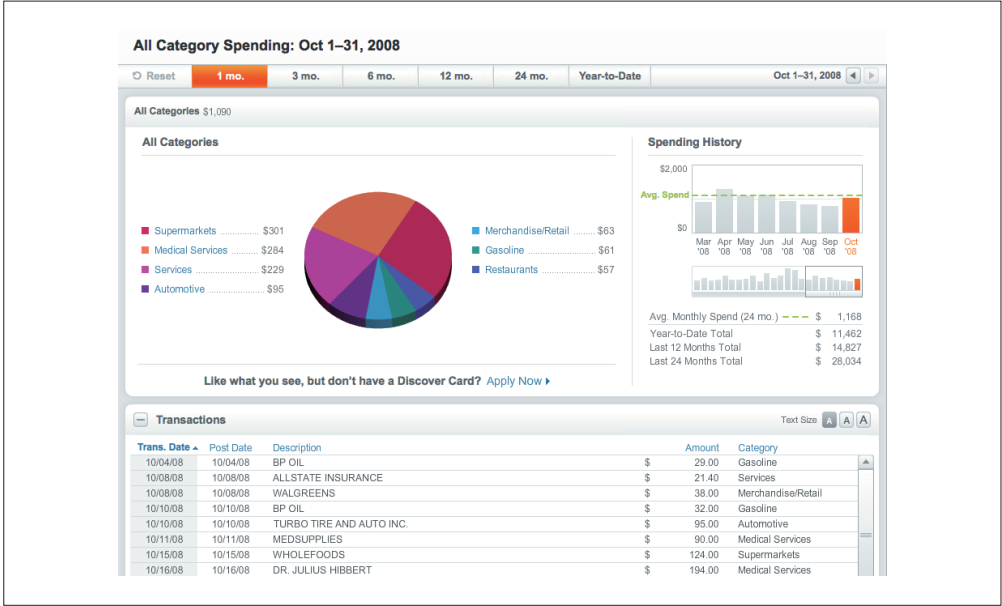 All Category Spending: Oct 1–31, 2008
Reset 1 mo. 3 mo. 6 mo. 12 mo. 24 mo. Year-to-Date Oct 1–31, 2008
All Categories $1,090
All Categories
Supermarkets $301
Medical Services $284
Services $229
Automotive $95
Merchandise/Retail $63
Gasoline $61
Restaurants $57
Like what you see, but don't have a Discover Card? Apply Now
Spending History
$2,000
Avg. Spend
$0
Mar Apr May Jun Jul Aug Sep Oct
'08 '08 '08 '08 '08 '08 '08 '08
Avg. Monthly Spend (24 mo.) $ 1,168
Year-to-Date Total $ 11,462
Last 12 Months Total $ 14,827
Last 24 Months Total $ 28,034
Transactions Text Size A A A
Trans. Date Post Date Description Amount Category
10/04/08 10/04/08 BP OIL $ 29.00 Gasoline
10/08/08 10/08/08 ALLSTATE INSURANCE $ 21.40 Services
10/08/08 10/08/08 WALGREENS $ 38.00 Merchandise/Retail
10/10/08 10/10/08 BP OIL $ 32.00 Gasoline
10/10/08 10/10/08 TURBO TIRE AND AUTO INC. $ 95.00 Automotive
10/11/08 10/11/08 MEDSUPPLIES $ 90.00 Medical Services
10/15/08 10/15/08 WHOLEFOODS $ 124.00 Supermarkets
10/16/08 10/16/08 DR. JULIUS HIBBERT $ 194.00 Medical Services